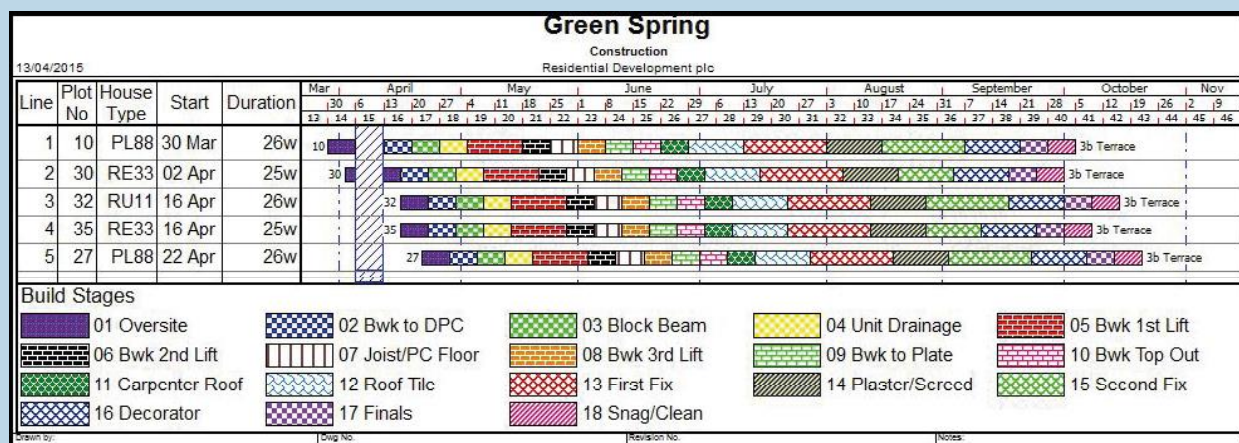 Green Spring
Construction
13/04/2015
Residential Development plc
Line Plot No House Type Start Duration
Mar April May June July August September October Nov
30 6 13 20 27 4 11 18 25 1 8 15 22 29 6 13 20 27 3 10 17 24 31 7 14 21 28 5 12 19 26 2 9
13 14 15 16 17 18 19 20 21 22 23 24 25 26 27 28 29 30 31 32 33 34 35 36 37 38 39 40 41 42 43 44 45 46
1 10 PL88 30 Mar 26w 10 3b Terrace
2 30 RE33 02 Apr 25w 30 3b Terrace
3 32 RU11 16 Apr 26w 32 3b Terrace
4 35 RE33 16 Apr 25w 35 3b Terrace
5 27 PL88 22 Apr 26w 27 3b Terrace
Build Stages
01 Oversite 02 Bwk to DPC 03 Block Beam 04 Unit Drainage 05 Bwk 1st Lift
06 Bwk 2nd Lift 07 Joist/PC Floor 08 Bwk 3rd Lift 09 Bwk to Plate 10 Bwk Top Out
11 Carpenter Roof 12 Roof Tile 13 First Fix 14 Plaster/Screed 15 Second Fix
16 Decorator 17 Finals 18 Snag/Clean
Drawn by: Dwg No. Revision No. Notes: